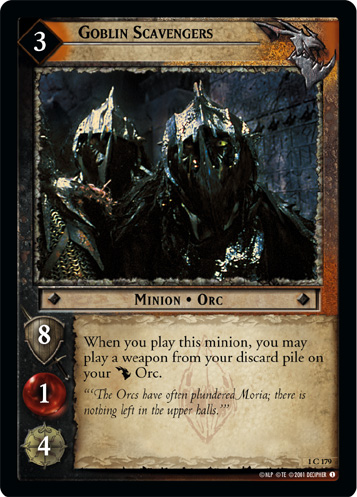 3
GOBLIN SCAVENGERS
MINION • ORC
8
When you play this minion, you may
play a weapon from your discard pile on
your Orc.
1
"'The Orcs have often plundered Moria; there is
nothing left in the upper halls.'"
4
1 C 179
©NLP ©TE ©2001 DECIPHER 1